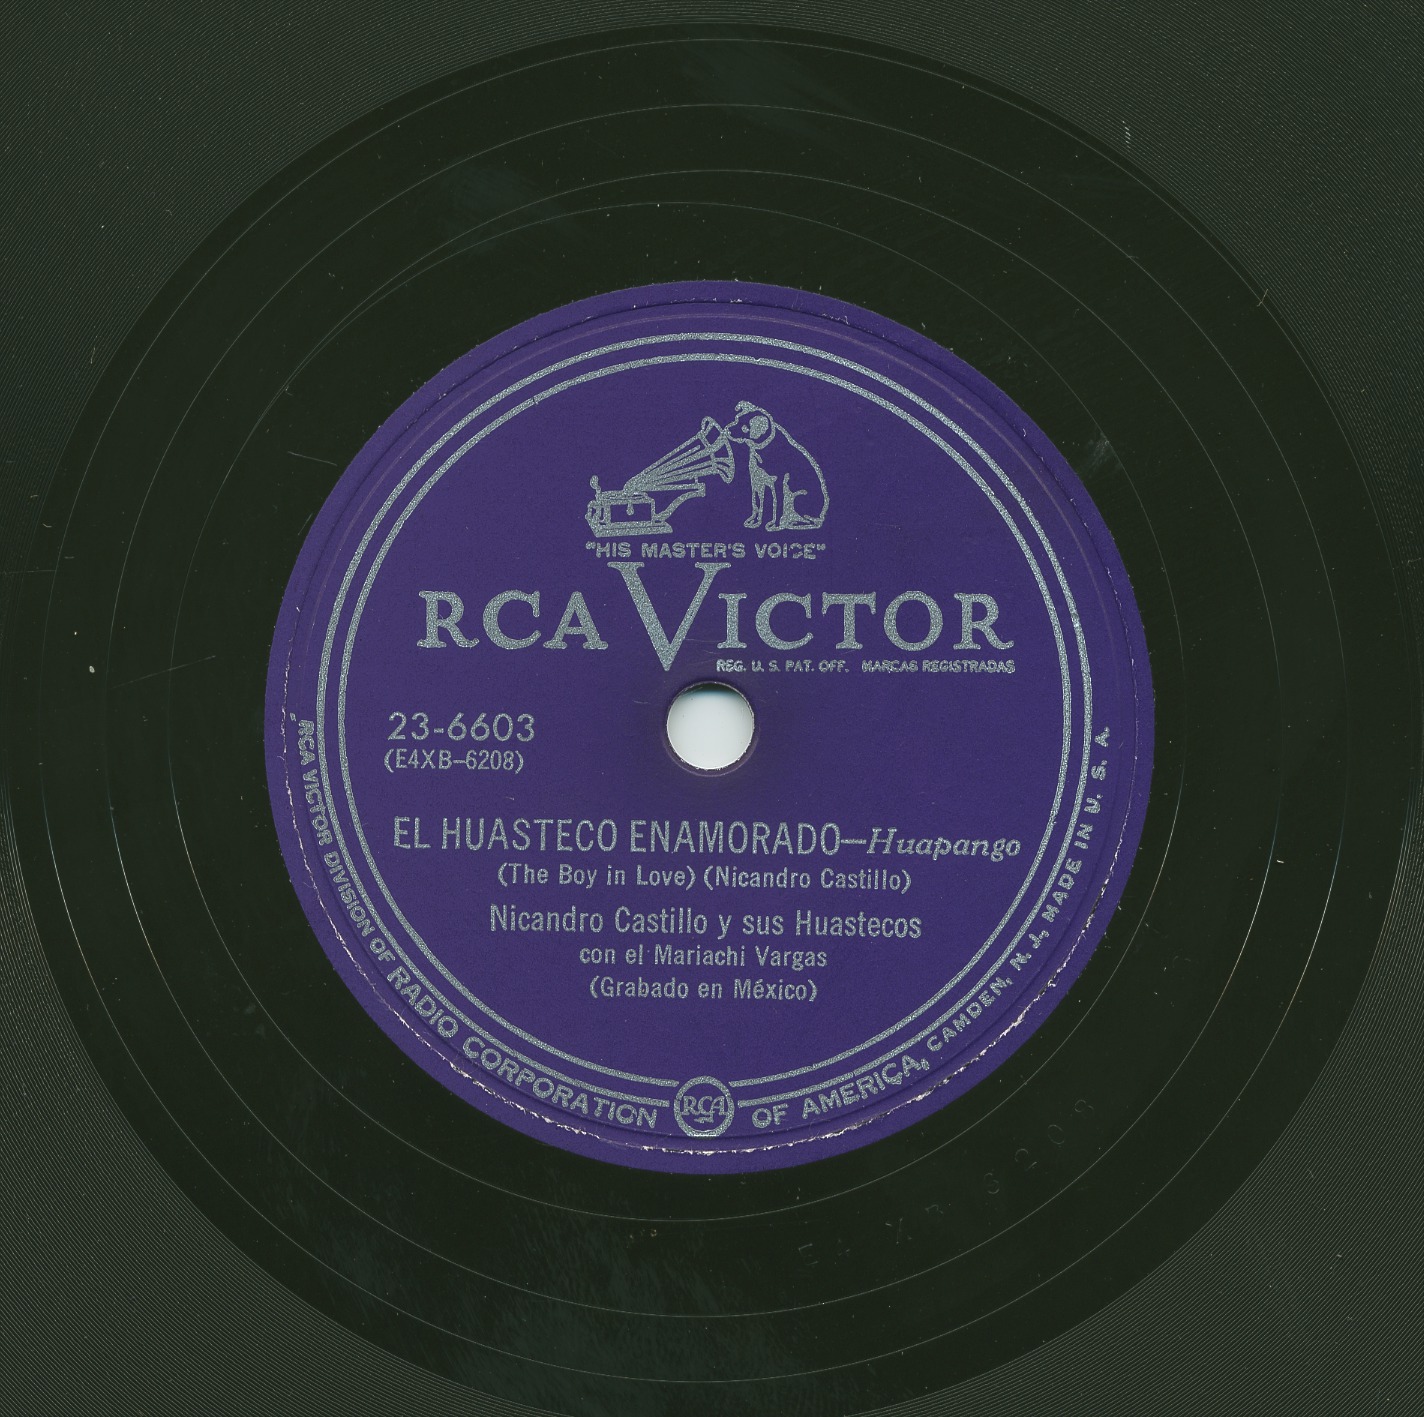 "HIS MASTER'S VOICE"
RCA VICTOR
REG. U. S. PAT. OFF. MARCAS REGISTRADAS
23-6603
(E4XB-6208)
EL HUASTECO ENAMORADO—Huapango
(The Boy in Love) (Nicandro Castillo)
Nicandro Castillo y sus Huastecos
con el Mariachi Vargas
(Grabado en México)
RCA VICTOR DIVISION OF RADIO CORPORATION OF AMERICA, CAMDEN, N. J., MADE IN U. S. A.
RCA